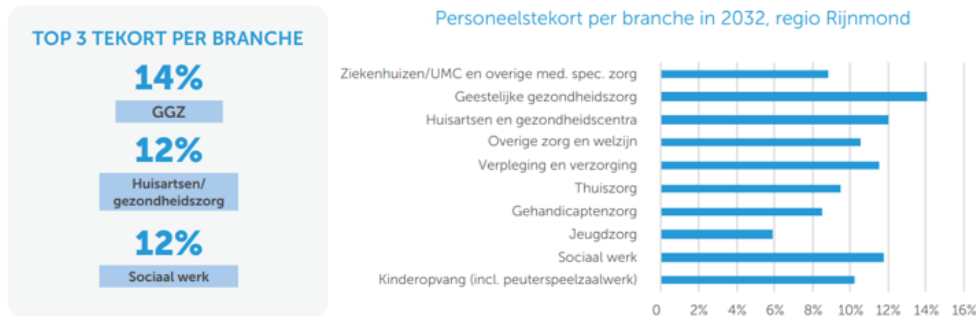 TOP 3 TEKORT PER BRANCHE
14%
GGZ
12%
Huisartsen/
gezondheidszorg
12%
Sociaal werk
Personeelstekort per branche in 2032, regio Rijnmond
Ziekenhuizen/UMC en overige med. spec. zorg
Geestelijke gezondheidszorg
Huisartsen en gezondheidscentra
Overige zorg en welzijn
Verpleging en verzorging
Thuiszorg
Gehandicaptenzorg
Jeugdzorg
Sociaal werk
Kinderopvang (incl. peuterspeelzaalwerk)
0 2% 4% 6% 8% 10% 12% 14% 16%